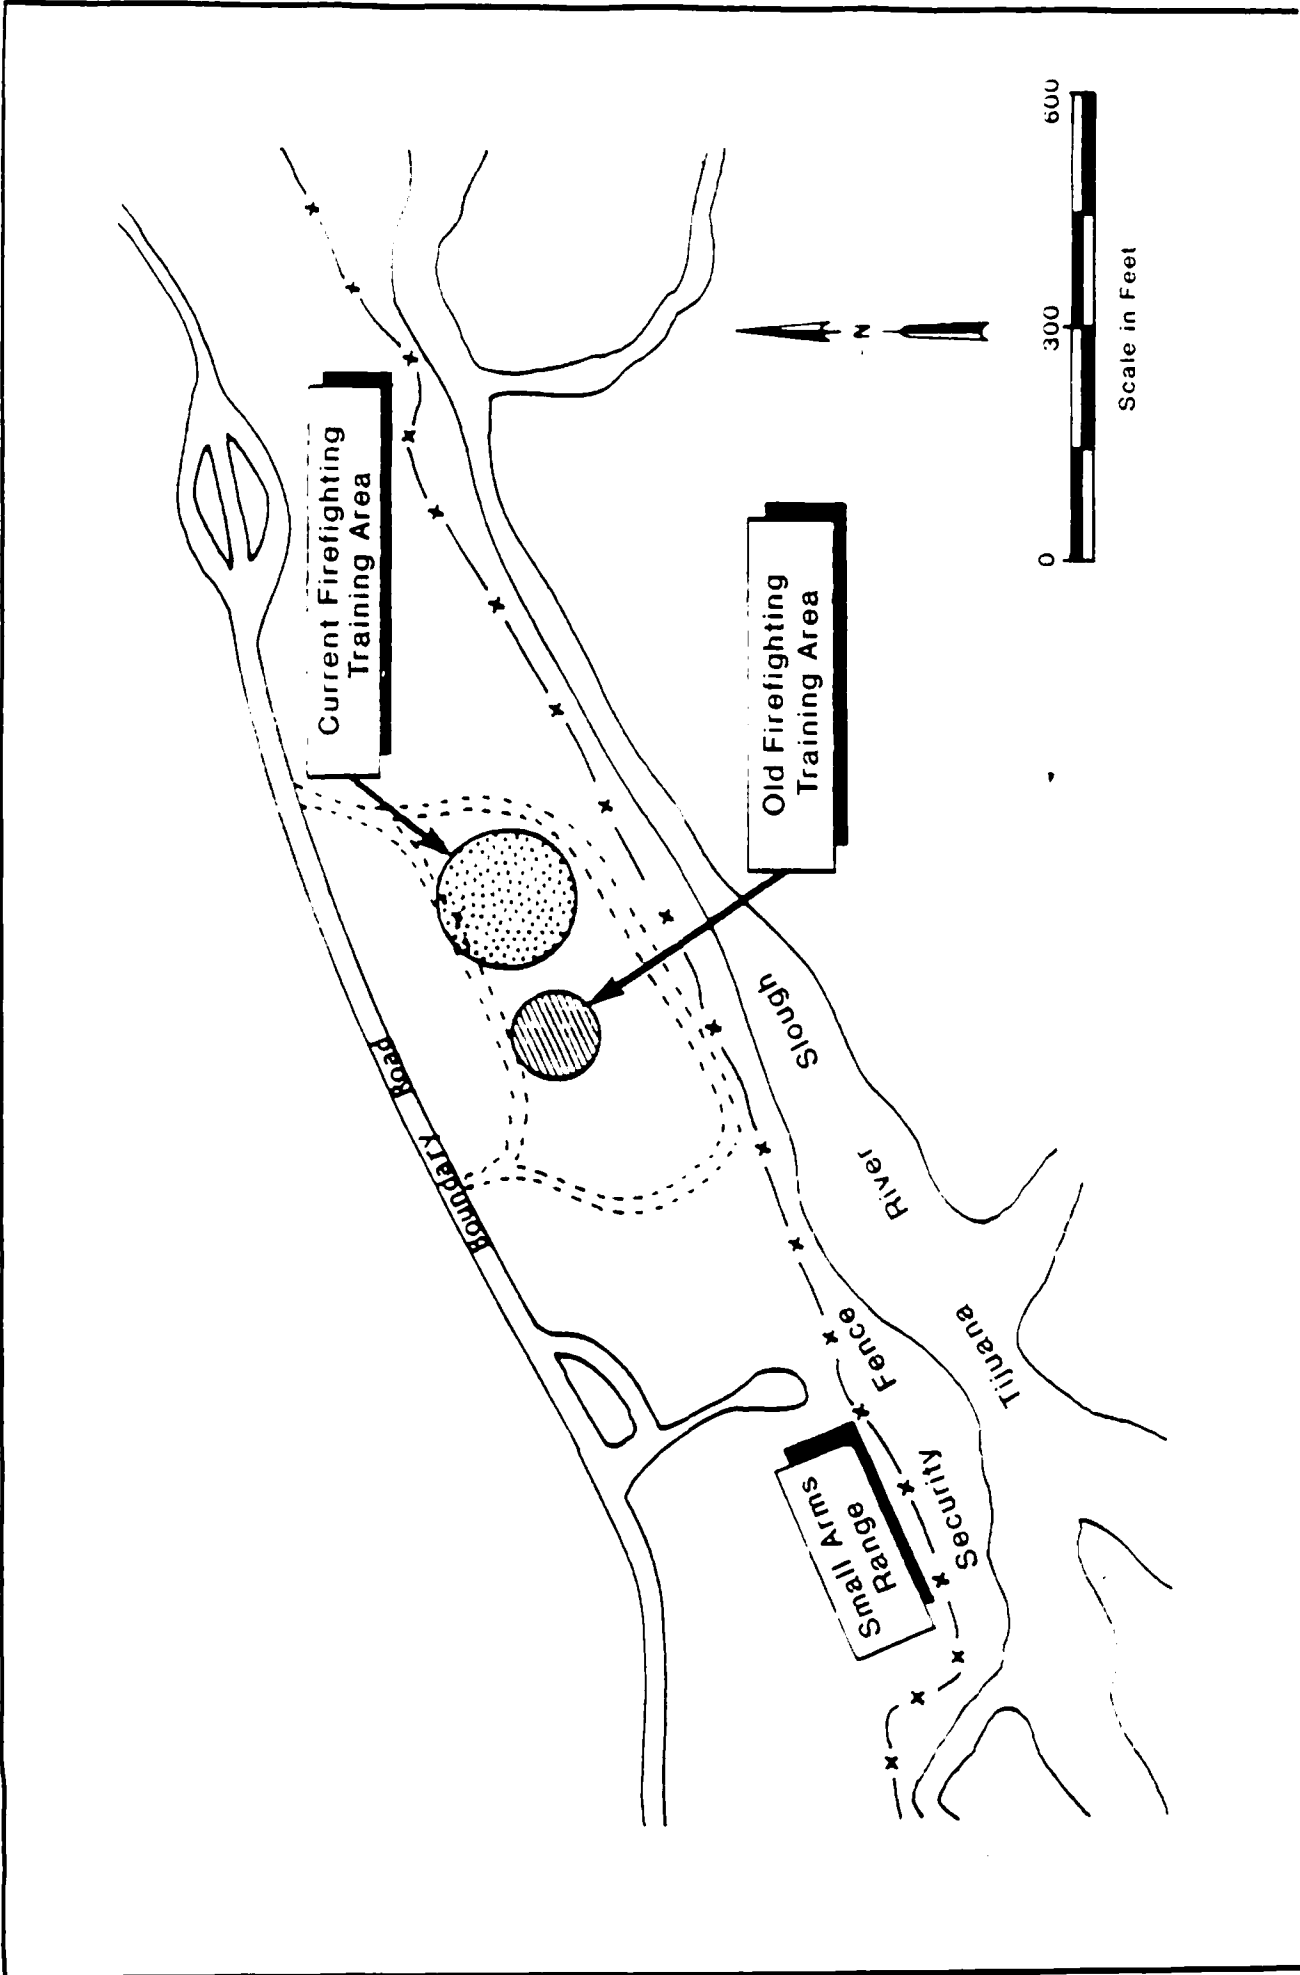 Current Firefighting
Training Area
Boundary Road
Old Firefighting
Training Area
Small Arms
Range
Security Fence
Tijuana River Slough
N
0 300 600
Scale in Feet